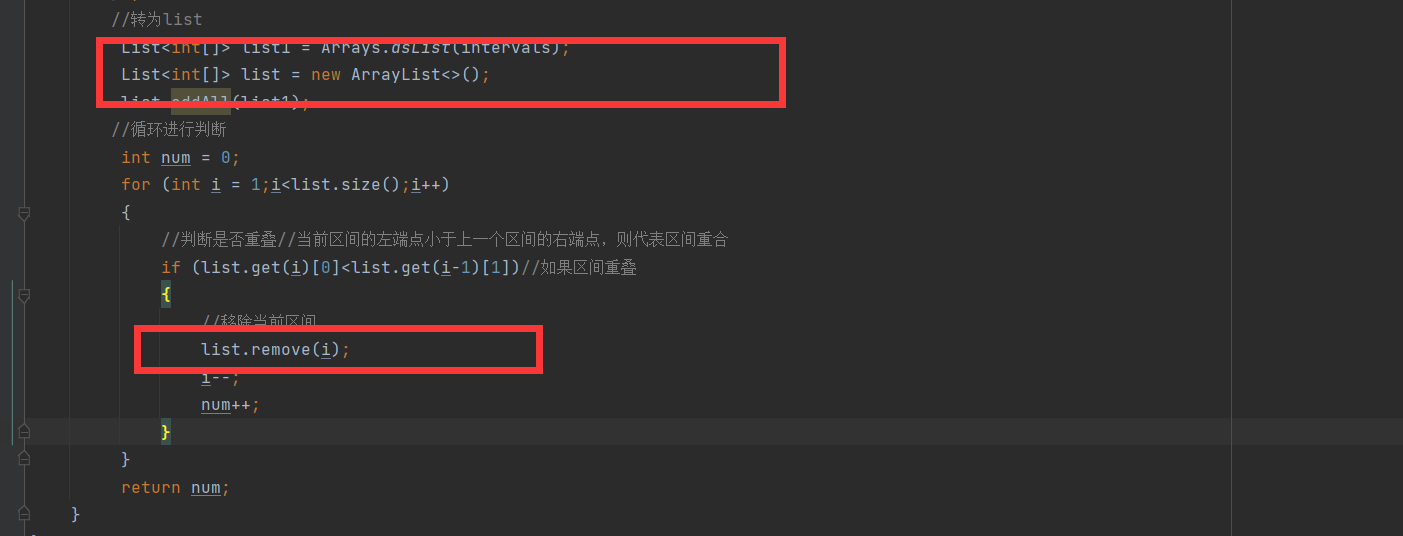 //转为list
List<int[]> list1 = Arrays.asList(intervals);
List<int[]> list = new ArrayList<>();
list.addAll(list1);
//循环进行判断
int num = 0;
for (int i = 1;i<list.size();i++)
{
//判断是否重叠//当前区间的左端点小于上一个区间的右端点，则代表区间重合
if (list.get(i)[0]<list.get(i-1)[1])//如果区间重叠
{
//移除当前区间
list.remove(i);
i--;
num++;
}
}
return num;
}